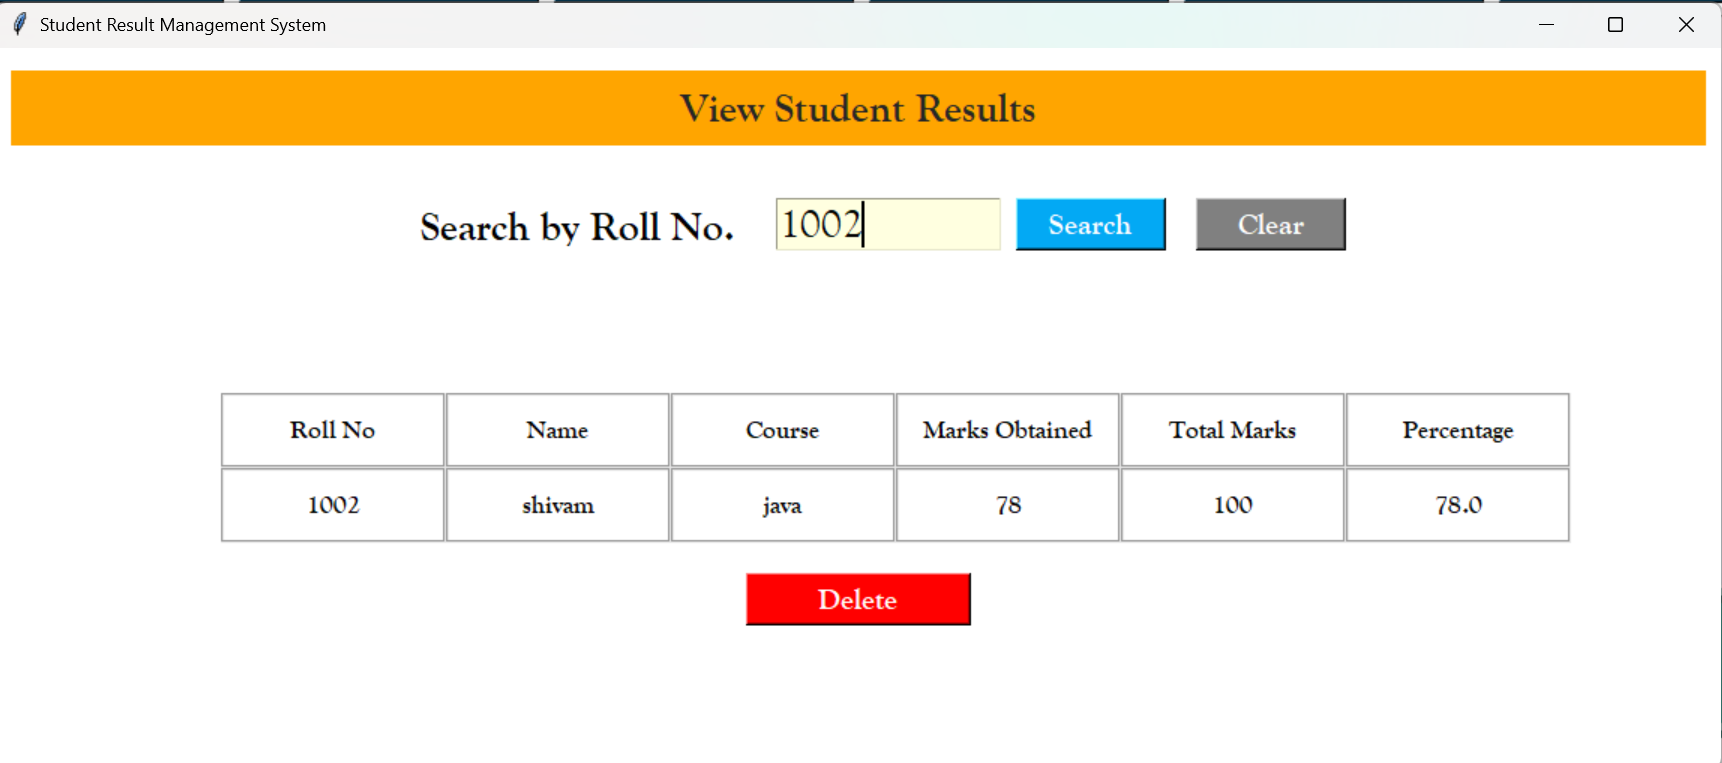 Student Result Management System
View Student Results
Search by Roll No. 1002 Search Clear
Roll No Name Course Marks Obtained Total Marks Percentage
1002 shivam java 78 100 78.0
Delete